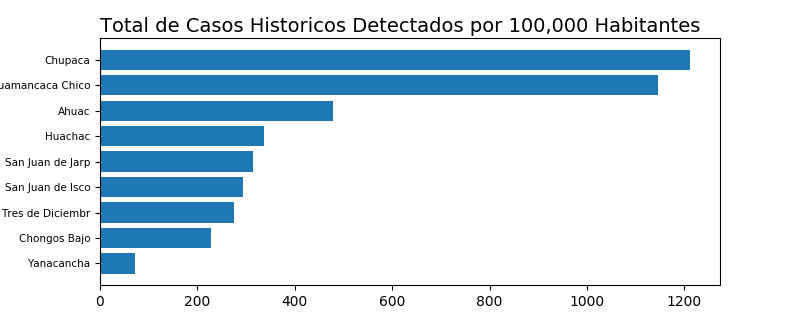 Total de Casos Historicos Detectados por 100,000 Habitantes
Chupaca
uamancaca Chico
Ahuac
Huachac
San Juan de Jarp
San Juan de Isco
Tres de Diciembr
Chongos Bajo
Yanacancha
0 200 400 600 800 1000 1200